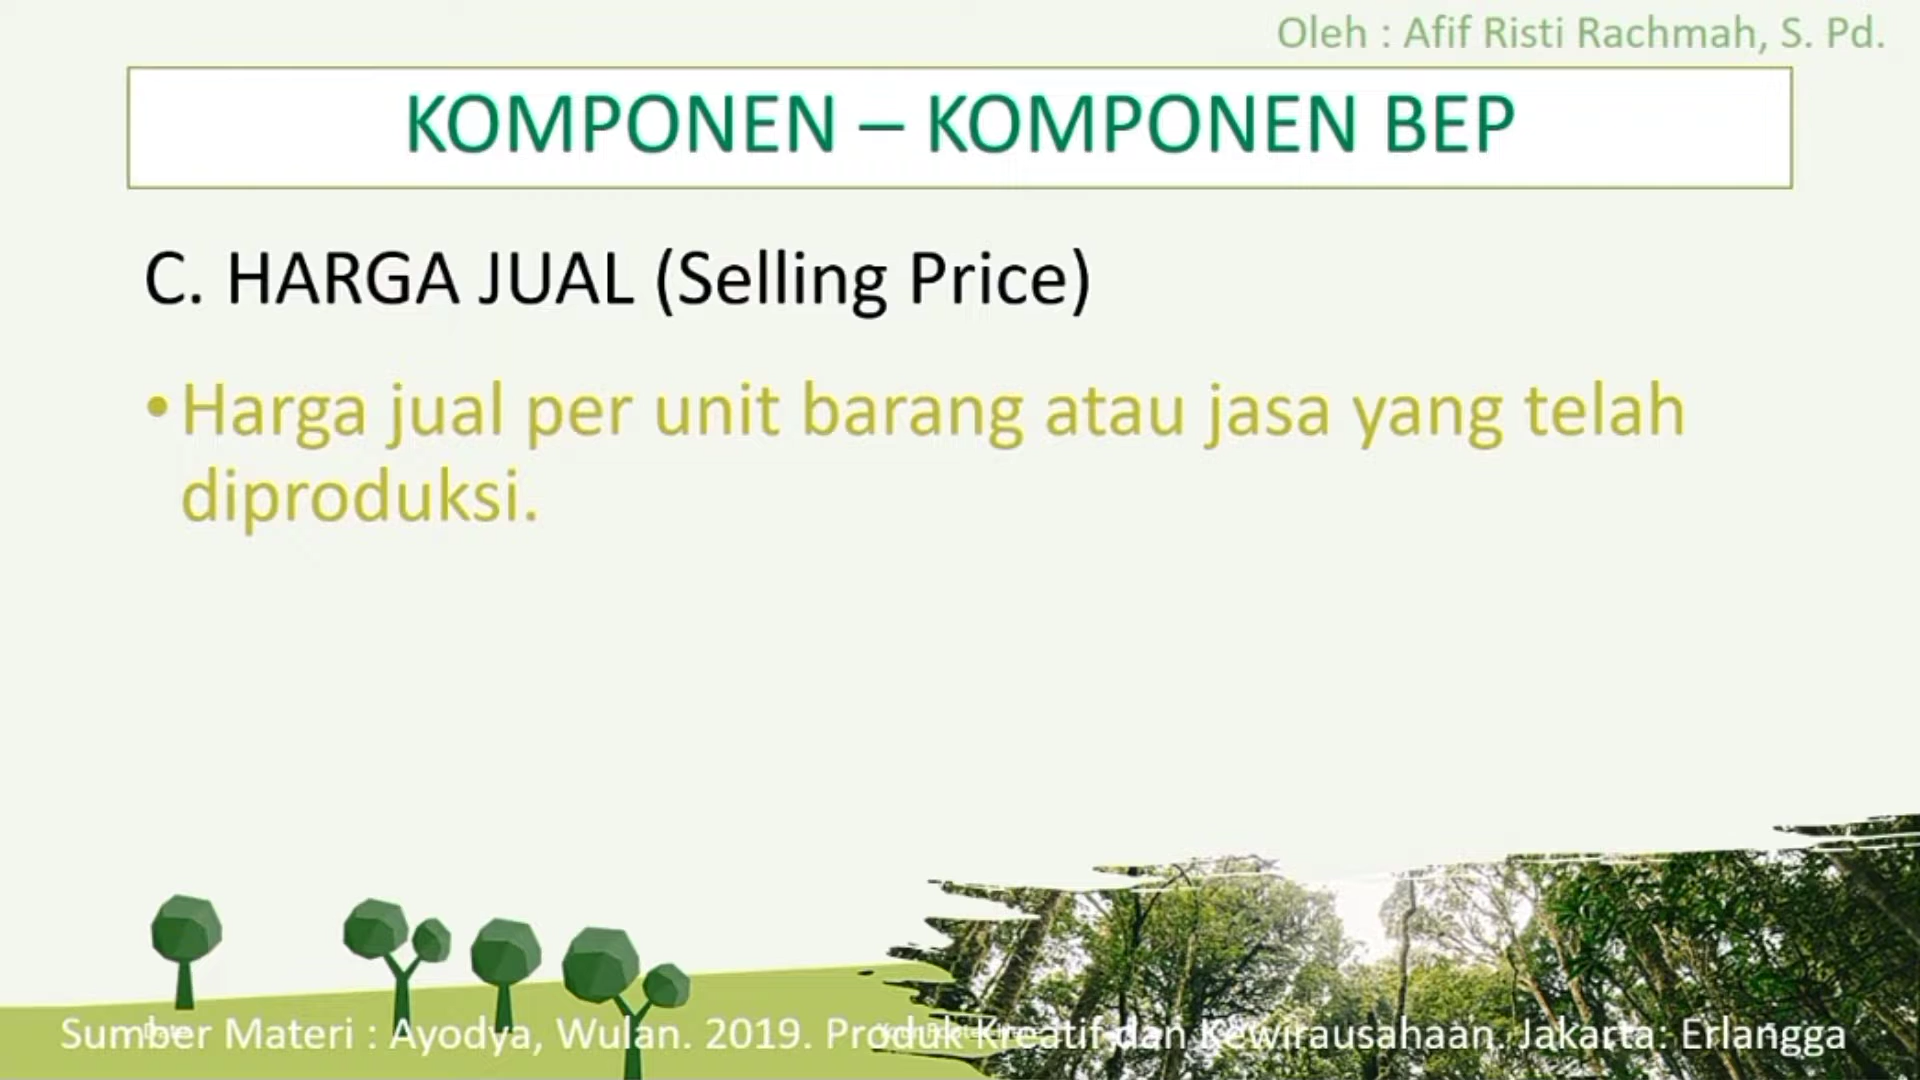 Oleh : Afif Risti Rachmah, S. Pd.
KOMPONEN – KOMPONEN BEP
C. HARGA JUAL (Selling Price)
•Harga jual per unit barang atau jasa yang telah
diproduksi.
Sumber Materi : Ayodya, Wulan. 2019. Produk Kreatif dan Kewirausahaan. Jakarta: Erlangga